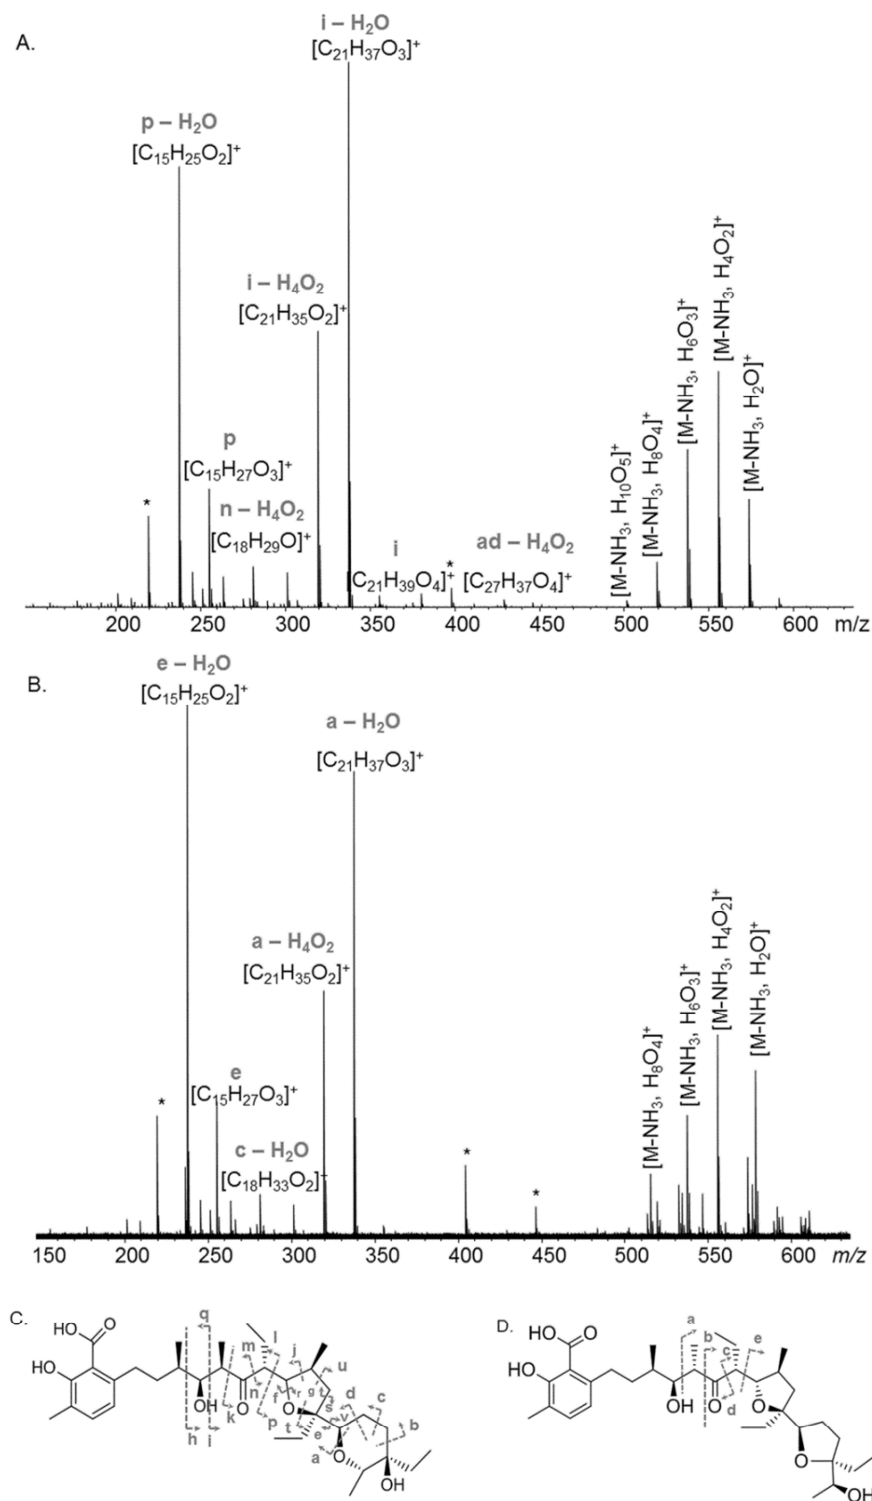 A.
i – H₂O
[C₂₁H₃₇O₃]⁺
p – H₂O
[C₁₅H₂₅O₂]⁺
i – H₄O₂
[C₂₁H₃₅O₂]⁺
p
[C₁₅H₂₇O₃]⁺
*
n – H₄O₂
[C₁₈H₂₉O]⁺
i
C₂₁H₃₉O₄]⁺
*
ad – H₄O₂
[C₂₇H₃₇O₄]⁺
[M-NH₃, H₁₀O₅]⁺
[M-NH₃, H₈O₄]⁺
[M-NH₃, H₆O₃]⁺
[M-NH₃, H₄O₂]⁺
[M-NH₃, H₂O]⁺
200 250 300 350 400 450 500 550 600 m/z
B.
e – H₂O
[C₁₅H₂₅O₂]⁺
a – H₂O
[C₂₁H₃₇O₃]⁺
a – H₄O₂
[C₂₁H₃₅O₂]⁺
e
[C₁₅H₂₇O₃]⁺
*
c – H₂O
[C₁₈H₃₃O₂]⁺
*
*
[M-NH₃, H₈O₄]⁺
[M-NH₃, H₆O₃]⁺
[M-NH₃, H₄O₂]⁺
[M-NH₃, H₂O]⁺
150 200 250 300 350 400 450 500 550 600 m/z
C.
HO O
HO
q
OH
h i
O
k
m
n
l
p
j
f r g t
u
s
O
t
e v
d
c
b
a
O
OH
D.
HO O
HO
a
b
c
e
OH
O
d
O
O
OH